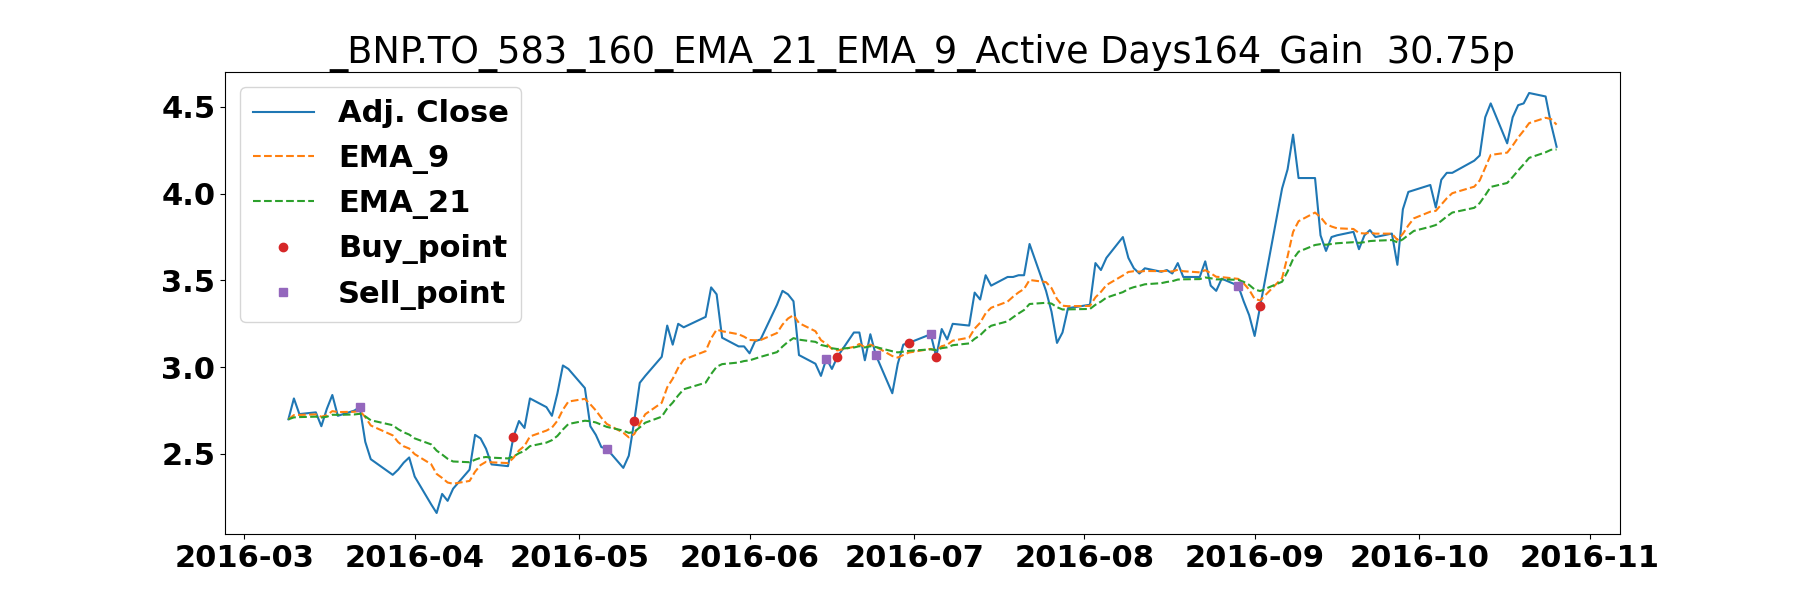 _BNP.TO_583_160_EMA_21_EMA_9_Active Days164_Gain  30.75p
Adj. Close
EMA_9
EMA_21
Buy_point
Sell_point
4.5
4.0
3.5
3.0
2.5
2016-03 2016-04 2016-05 2016-06 2016-07 2016-08 2016-09 2016-10 2016-11